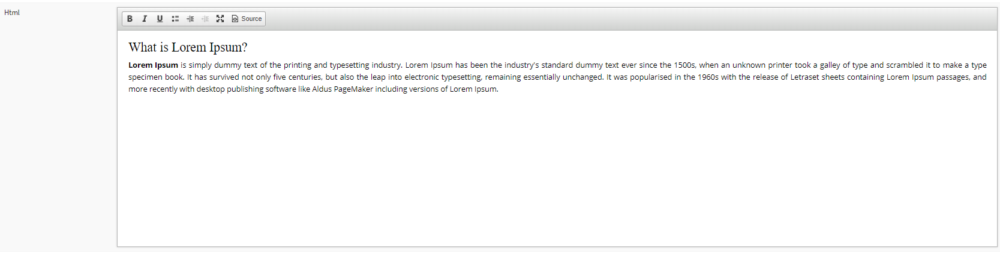 Html
B I U Source
What is Lorem Ipsum?
Lorem Ipsum is simply dummy text of the printing and typesetting industry. Lorem Ipsum has been the industry's standard dummy text ever since the 1500s, when an unknown printer took a galley of type and scrambled it to make a type
specimen book. It has survived not only five centuries, but also the leap into electronic typesetting, remaining essentially unchanged. It was popularised in the 1960s with the release of Letraset sheets containing Lorem Ipsum passages, and
more recently with desktop publishing software like Aldus PageMaker including versions of Lorem Ipsum.